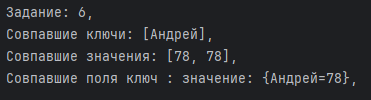 Задание: 6,
Совпавшие ключи: [Андрей],
Совпавшие значения: [78, 78],
Совпавшие поля ключ : значение: {Андрей=78},